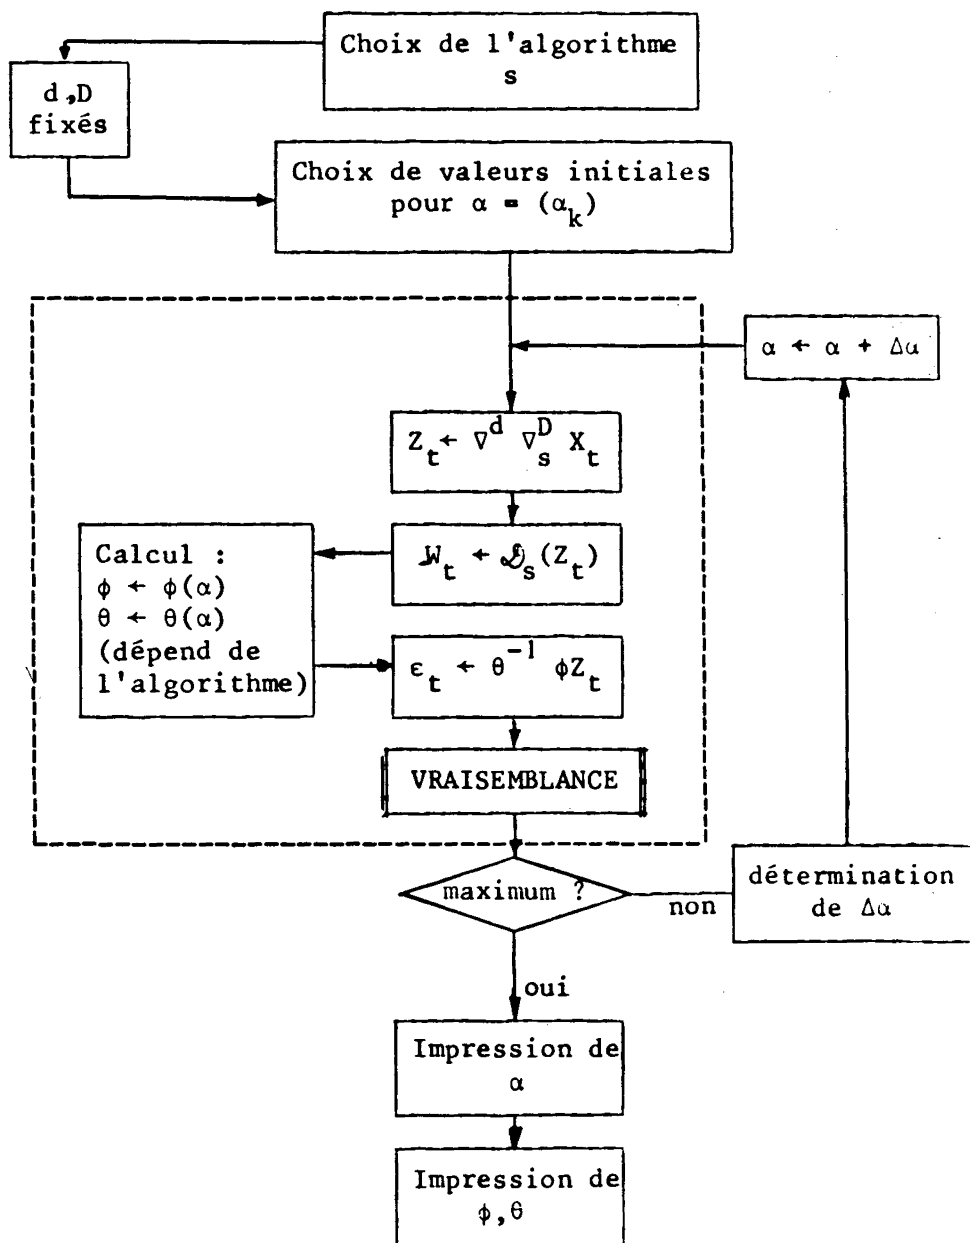 Choix de l'algorithme
s
d,D
fixés
Choix de valeurs initiales
pour α = (α_k)
α ← α + Δα
Z_t ← ∇^d ∇_s^D X_t
W_t ← 𝒟_s(Z_t)
Calcul :
ϕ ← ϕ(α)
θ ← θ(α)
(dépend de
l'algorithme)
ε_t ← θ^-1 ϕZ_t
VRAISEMBLANCE
maximum ?
non
détermination
de Δα
oui
Impression de
α
Impression de
ϕ,θ